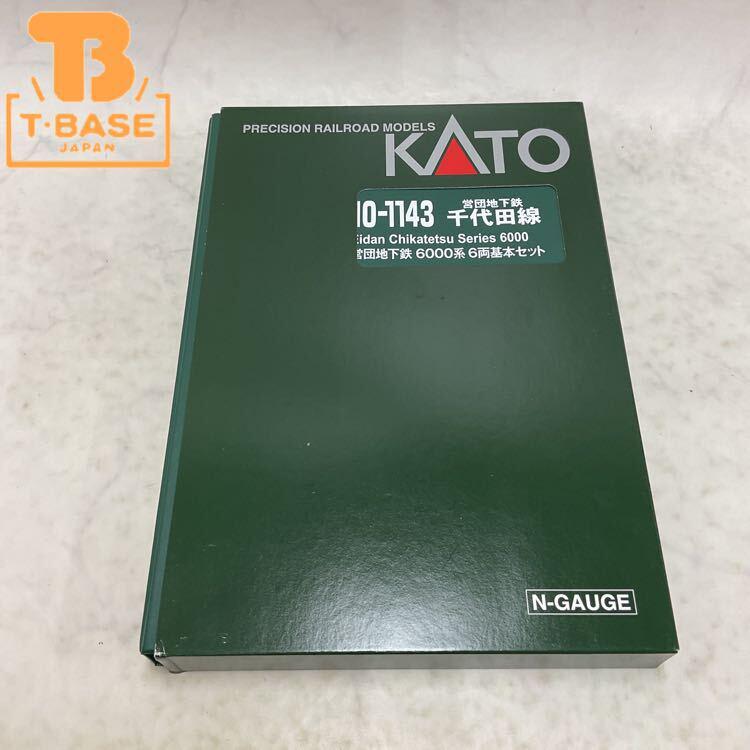 T·BASE
JAPAN
PRECISION RAILROAD MODELS
KATO
10-1143
営団地下鉄
千代田線
Eidan Chikatetsu Series 6000
営団地下鉄 6000系 6両基本セット
N-GAUGE